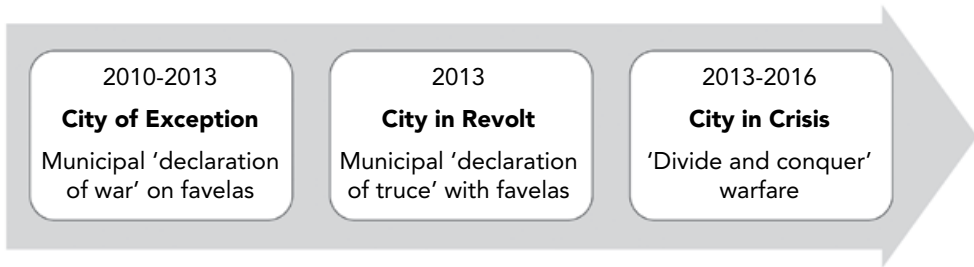 2010-2013
City of Exception
Municipal ‘declaration
of war’ on favelas
2013
City in Revolt
Municipal ‘declaration
of truce’ with favelas
2013-2016
City in Crisis
‘Divide and conquer’
warfare